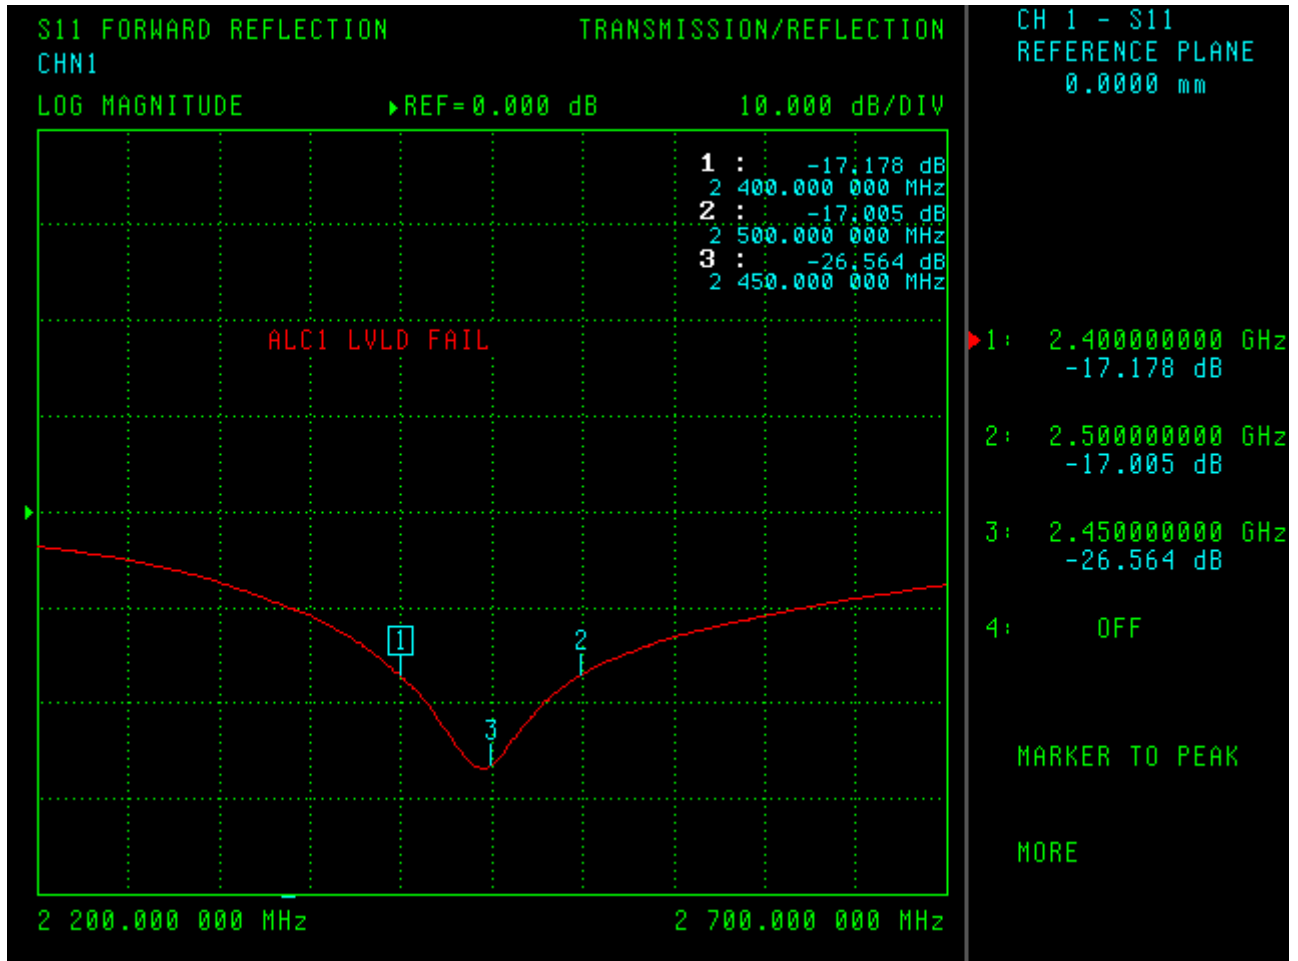 S11 FORWARD REFLECTION TRANSMISSION/REFLECTION
CHN1
LOG MAGNITUDE ▶REF=0.000 dB 10.000 dB/DIV
1 : -17.178 dB
2 400.000 000 MHz
2 : -17.005 dB
2 500.000 000 MHz
3 : -26.564 dB
2 450.000 000 MHz
ALC1 LVLD FAIL
1
2
3
2 200.000 000 MHz 2 700.000 000 MHz
CH 1 - S11
REFERENCE PLANE
0.0000 mm
▶1: 2.400000000 GHz
-17.178 dB
2: 2.500000000 GHz
-17.005 dB
3: 2.450000000 GHz
-26.564 dB
4: OFF
MARKER TO PEAK
MORE